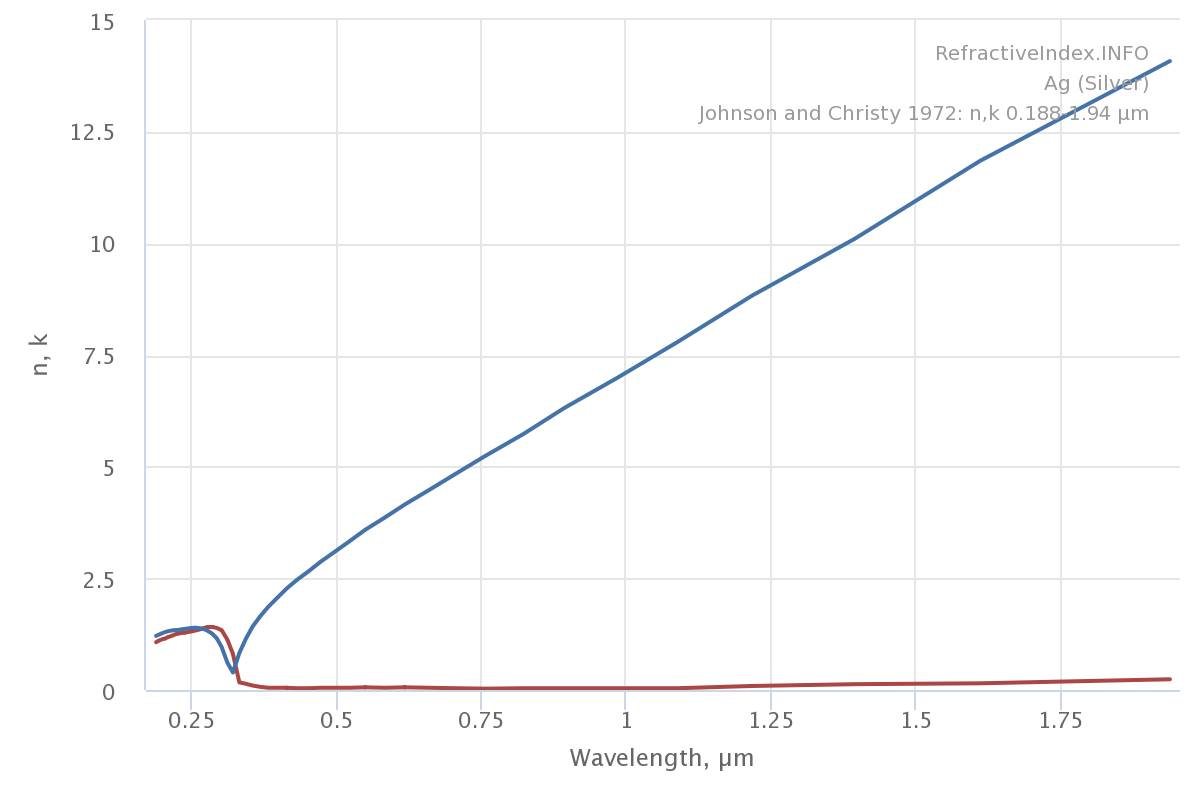 15
RefractiveIndex.INFO
Ag (Silver)
Johnson and Christy 1972: n,k 0.188-1.94 µm
12.5
10
7.5
n, k
5
2.5
0
0.25 0.5 0.75 1 1.25 1.5 1.75
Wavelength, µm